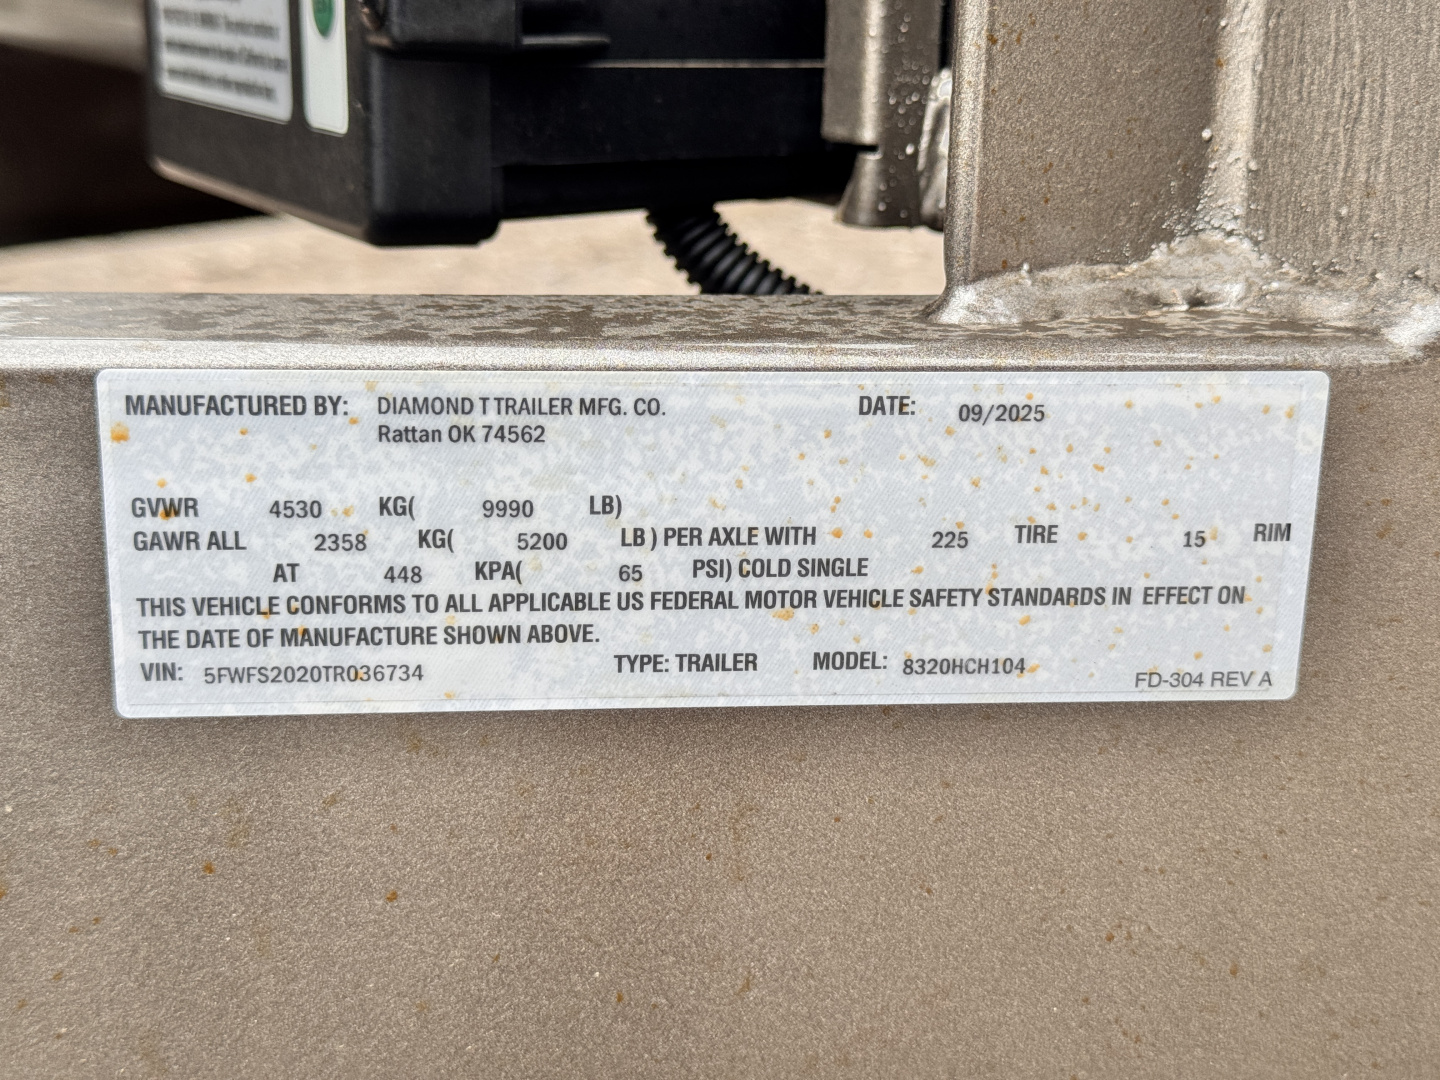 MANUFACTURED BY: DIAMOND T TRAILER MFG. CO. DATE: 09/2025
Rattan OK 74562
GVWR 4530 KG( 9990 LB)
GAWR ALL 2358 KG( 5200 LB ) PER AXLE WITH 225 TIRE 15 RIM
AT 448 KPA( 65 PSI) COLD SINGLE
THIS VEHICLE CONFORMS TO ALL APPLICABLE US FEDERAL MOTOR VEHICLE SAFETY STANDARDS IN EFFECT ON
THE DATE OF MANUFACTURE SHOWN ABOVE.
VIN: 5FWFS2020TR036734 TYPE: TRAILER MODEL: 8320HCH104
FD-304 REV A